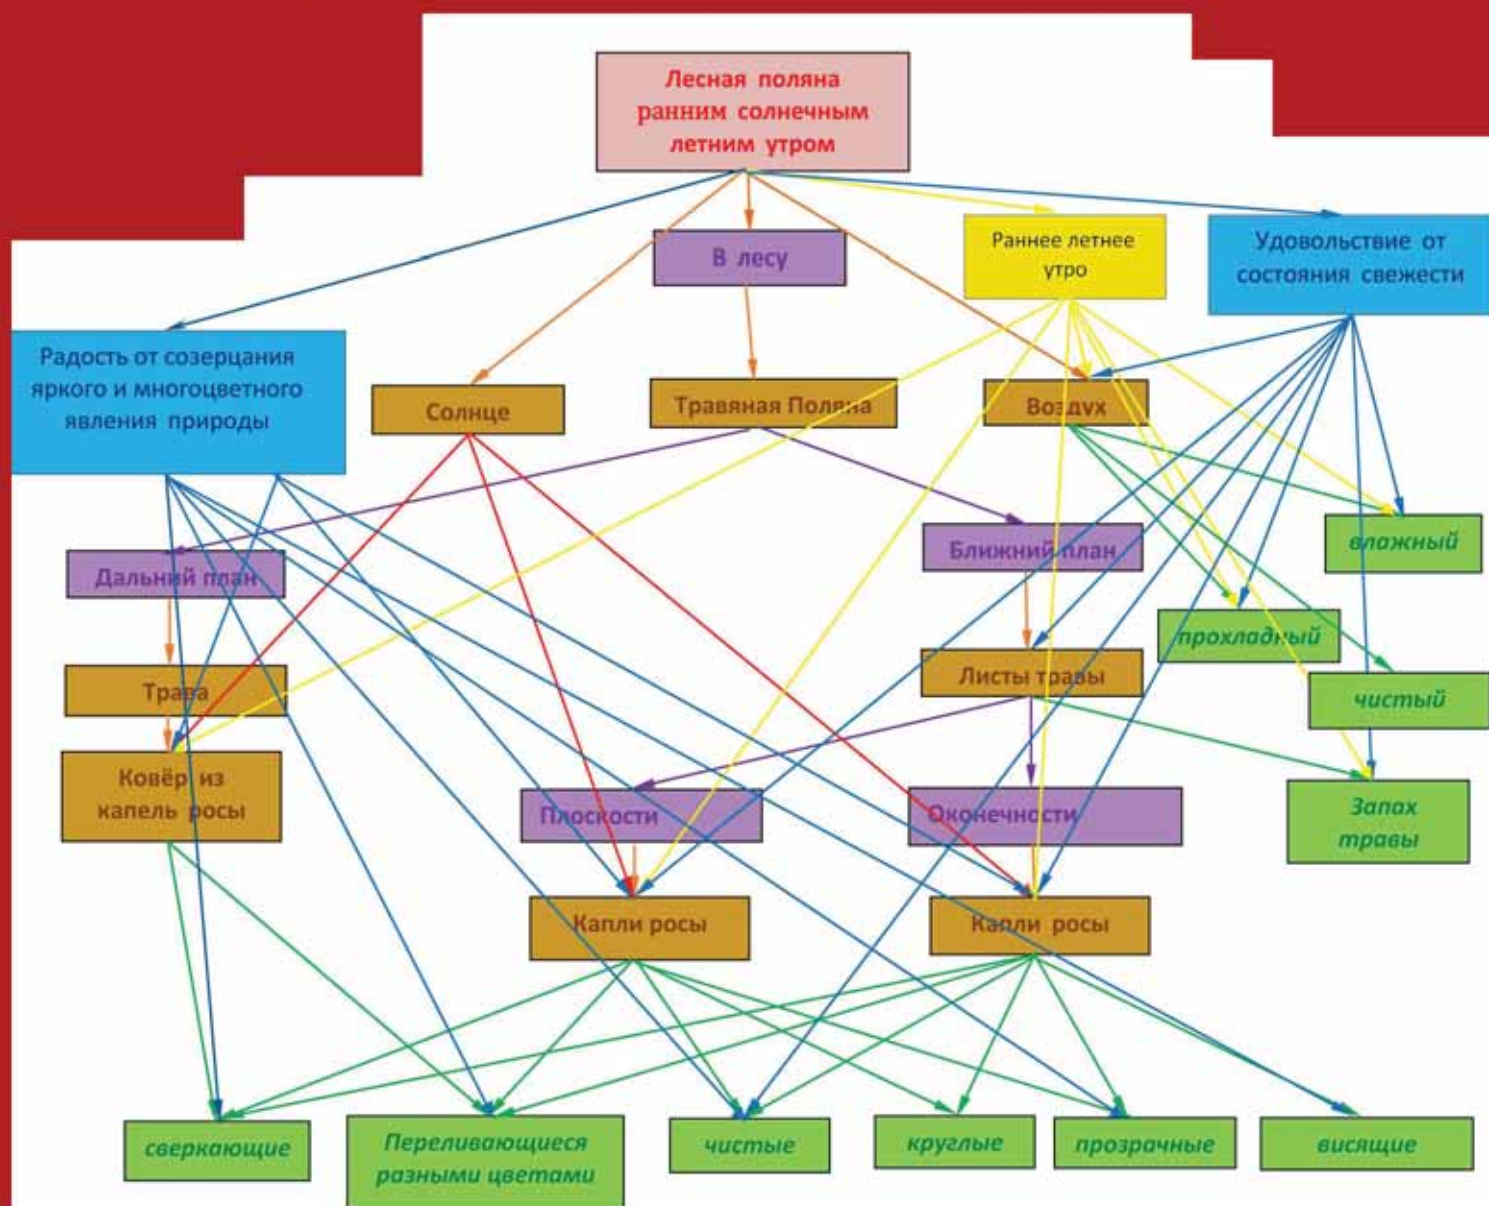 Лесная поляна
ранним солнечным
летним утром
В лесу
Раннее летнее
утро
Удовольствие от
состояния свежести
Радость от созерцания
яркого и многоцветного
явления природы
Солнце
Травяная Поляна
Воздух
Дальний план
Ближний план
влажный
прохладный
Трава
Листы травы
чистый
Ковёр из
капель росы
Плоскости
Оконечности
Запах
травы
Капли росы
Капли росы
сверкающие
Переливающиеся
разными цветами
чистые
круглые
прозрачные
висящие